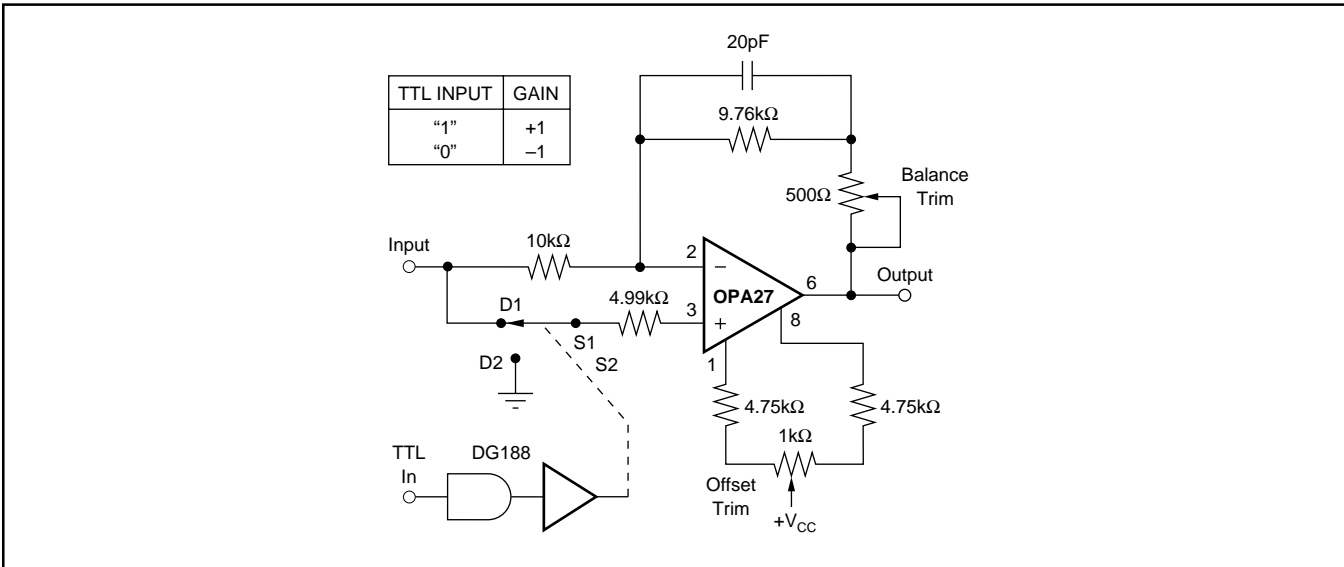 20pF
TTL INPUT GAIN
“1” +1
“0” –1
9.76kΩ
500Ω
Balance
Trim
Input
10kΩ
2
–
OPA27
6
Output
D1
4.99kΩ
3
+
8
S1
S2
D2
1
4.75kΩ
4.75kΩ
1kΩ
TTL
In
DG188
Offset
Trim
+VCC